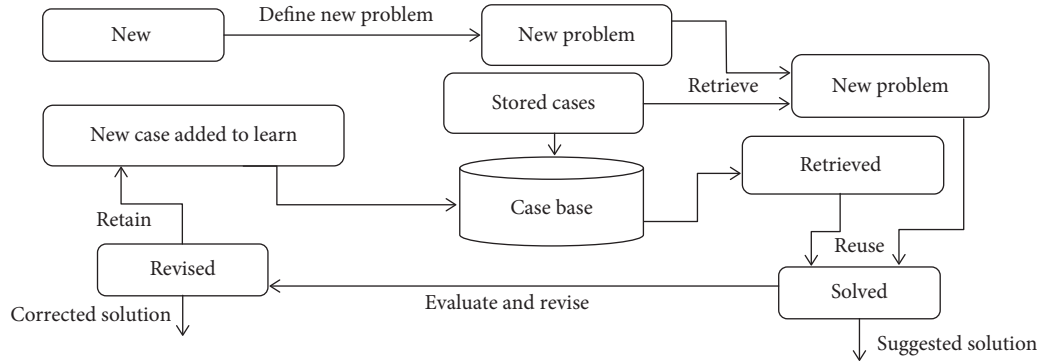 New
Define new problem
New problem
Stored cases
Retrieve
New problem
New case added to learn
Retrieved
Case base
Retain
Reuse
Revised
Solved
Evaluate and revise
Corrected solution
Suggested solution